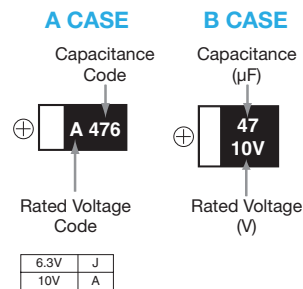 A CASE
Capacitance
Code
A 476
Rated Voltage
Code
6.3V J
10V A
B CASE
Capacitance
(µF)
47
10V
Rated Voltage
(V)